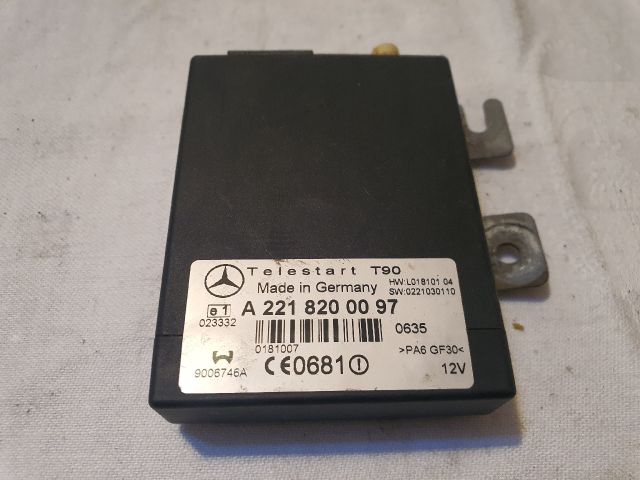 Telestart T90
Made in Germany
HW:L018101 04
SW:0221030110
e1
A 221 820 00 97
023332
0181007
0635
9006746A
CE0681
>PA6 GF30<
12V